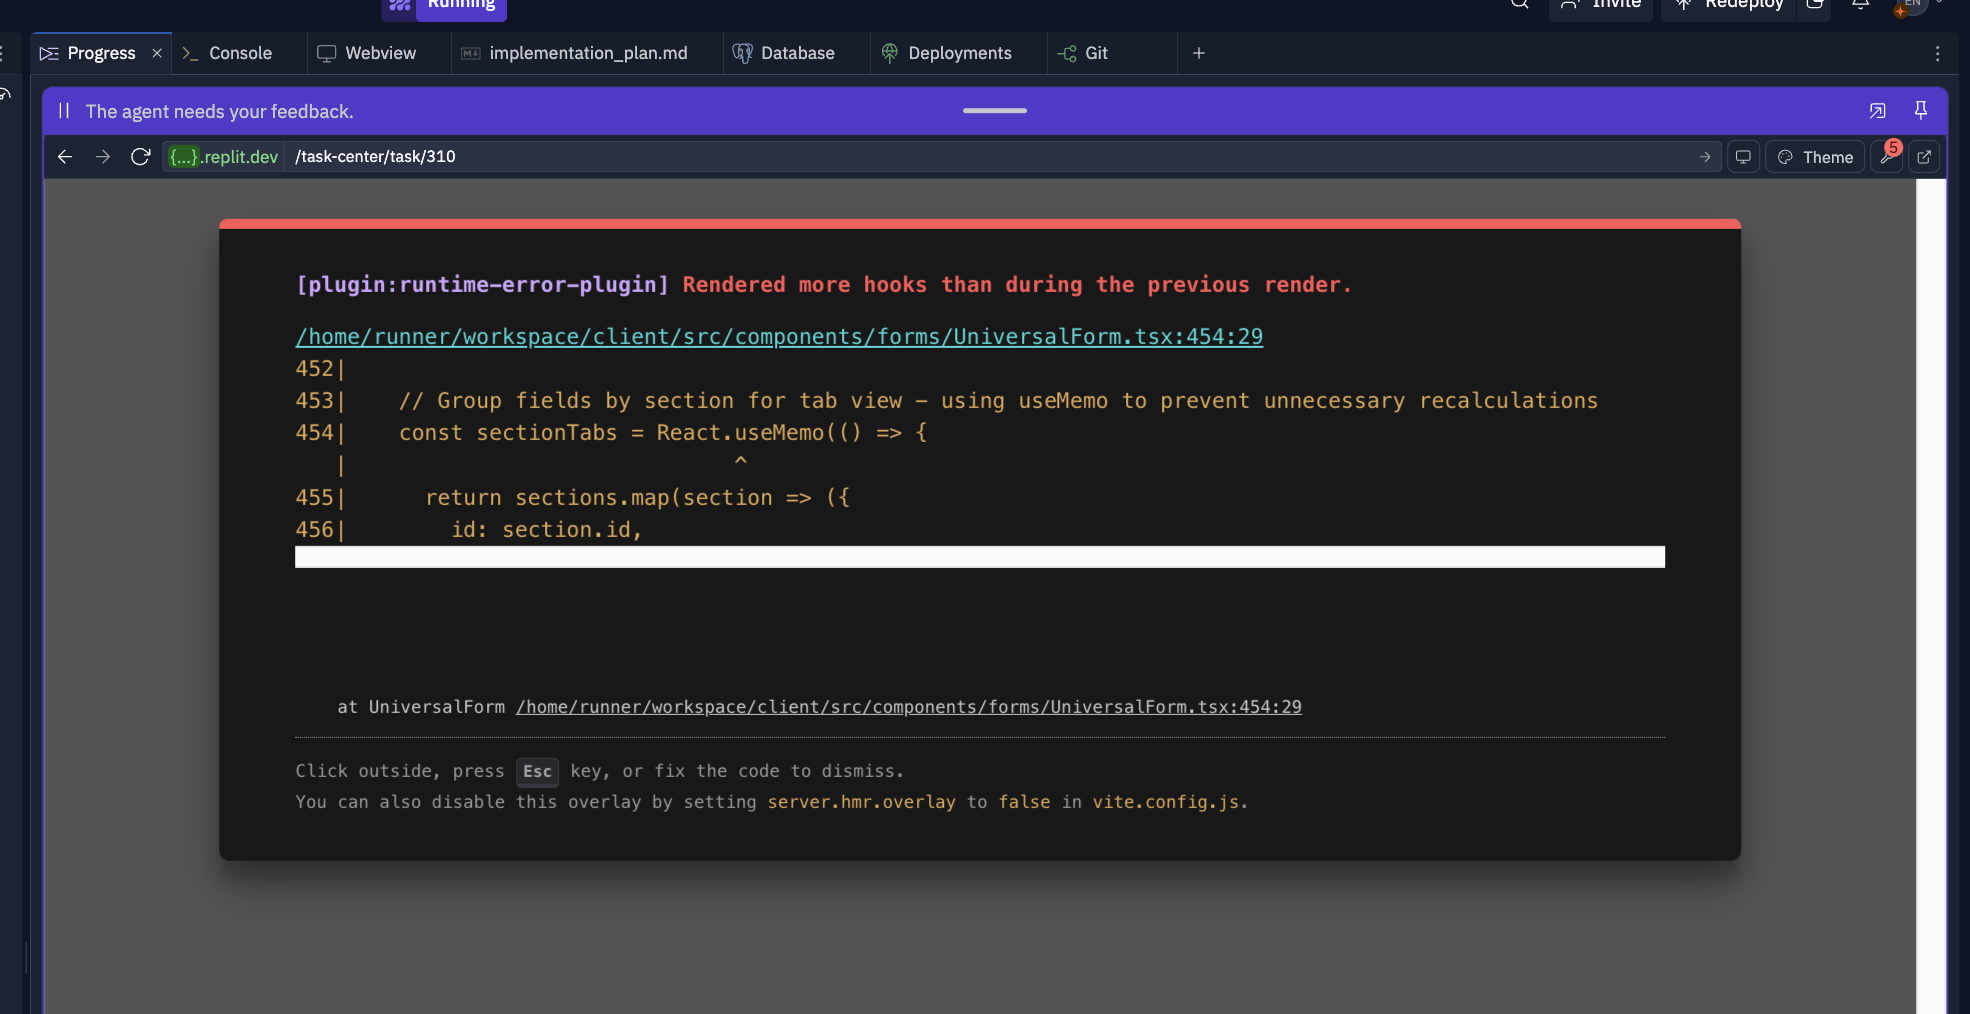 Running
Invite
Redeploy
EN
Progress
Console
Webview
implementation_plan.md
Database
Deployments
Git
The agent needs your feedback.
{...}.replit.dev /task-center/task/310
Theme
5
[plugin:runtime-error-plugin] Rendered more hooks than during the previous render.
/home/runner/workspace/client/src/components/forms/UniversalForm.tsx:454:29
452|
453|    // Group fields by section for tab view – using useMemo to prevent unnecessary recalculations
454|    const sectionTabs = React.useMemo(() => {
   |                              ^
455|      return sections.map(section => ({
456|        id: section.id,
at UniversalForm /home/runner/workspace/client/src/components/forms/UniversalForm.tsx:454:29
Click outside, press Esc key, or fix the code to dismiss.
You can also disable this overlay by setting server.hmr.overlay to false in vite.config.js.